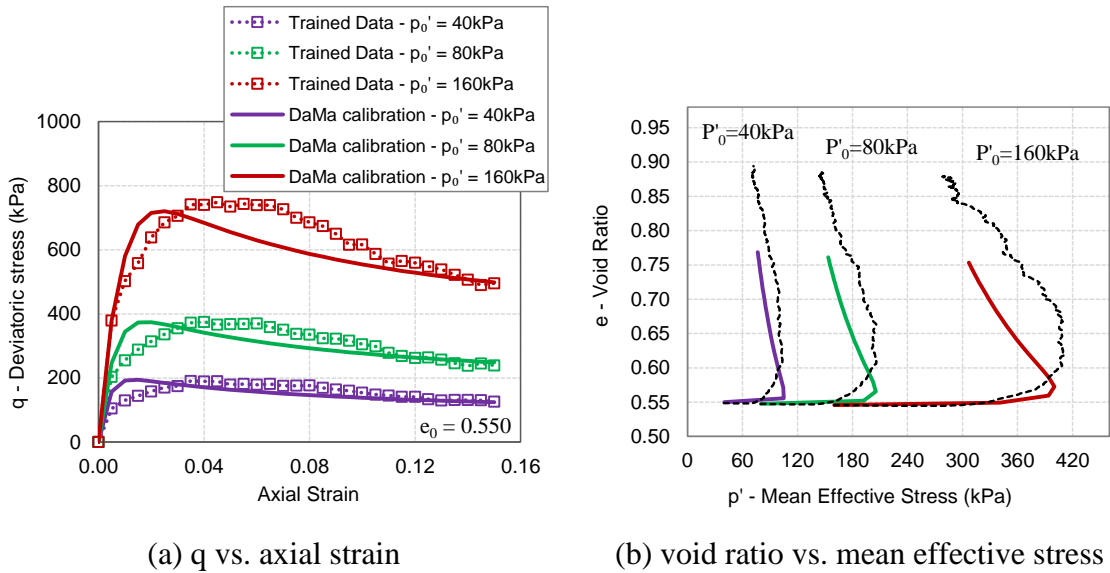 Trained Data - p₀' = 40kPa
Trained Data - p₀' = 80kPa
Trained Data - p₀' = 160kPa
DaMa calibration - p₀' = 40kPa
DaMa calibration - p₀' = 80kPa
DaMa calibration - p₀' = 160kPa
q - Deviatoric stress (kPa)
1000
800
600
400
200
0
0.00 0.04 0.08 0.12 0.16
Axial Strain
e₀ = 0.550
(a) q vs. axial strain
e - Void Ratio
0.95
0.90
0.85
0.80
0.75
0.70
0.65
0.60
0.55
0.50
P'₀=40kPa
P'₀=80kPa
P'₀=160kPa
0 60 120 180 240 300 360 420
p' - Mean Effective Stress (kPa)
(b) void ratio vs. mean effective stress